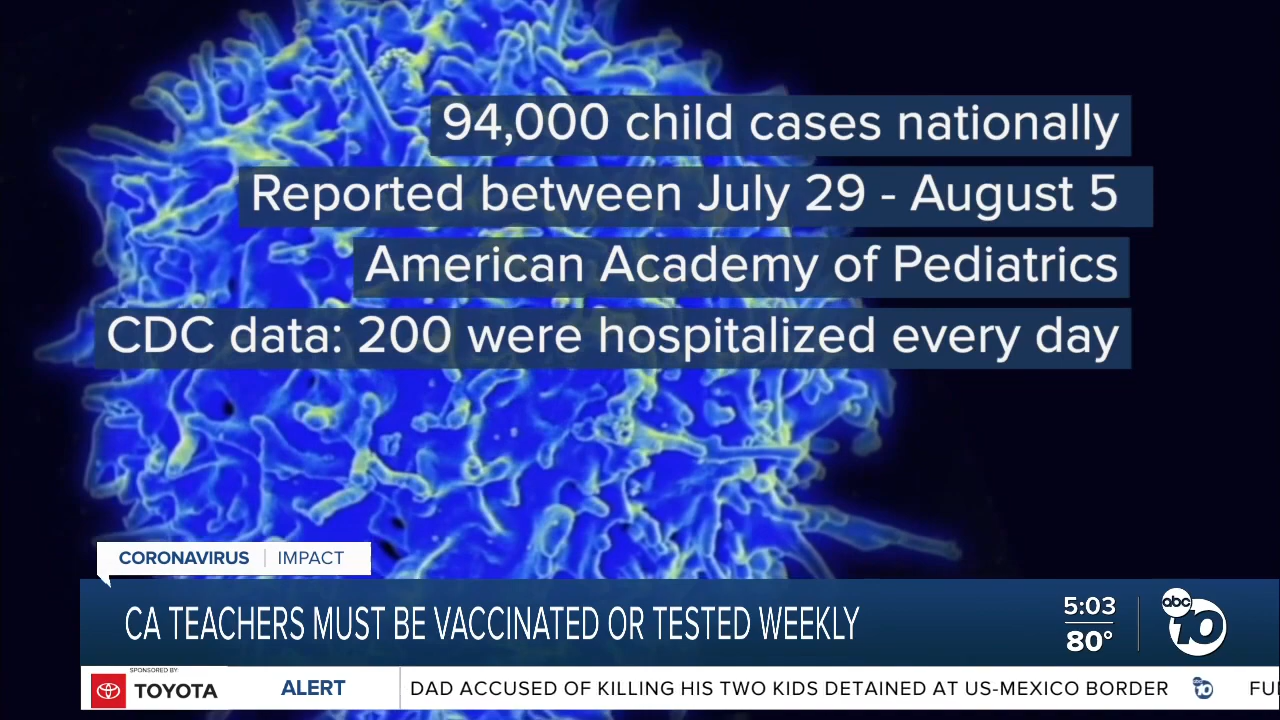 94,000 child cases nationally
Reported between July 29 - August 5
American Academy of Pediatrics
CDC data: 200 were hospitalized every day
CORONAVIRUS IMPACT
CA TEACHERS MUST BE VACCINATED OR TESTED WEEKLY
5:03
80°
abc 10
SPONSORED BY:
TOYOTA
ALERT
DAD ACCUSED OF KILLING HIS TWO KIDS DETAINED AT US-MEXICO BORDER abc 10